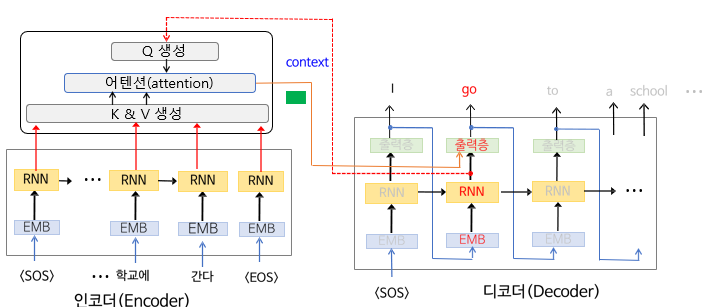 Q 생성
어텐션(attention)
K & V 생성
context
I go to a school ...
출력층 출력층 출력층
RNN ... RNN RNN RNN
RNN RNN RNN ...
EMB EMB EMB EMB
EMB EMB EMB
〈SOS〉 ... 학교에 간다 〈EOS〉
〈SOS〉
인코더(Encoder)
디코더(Decoder)